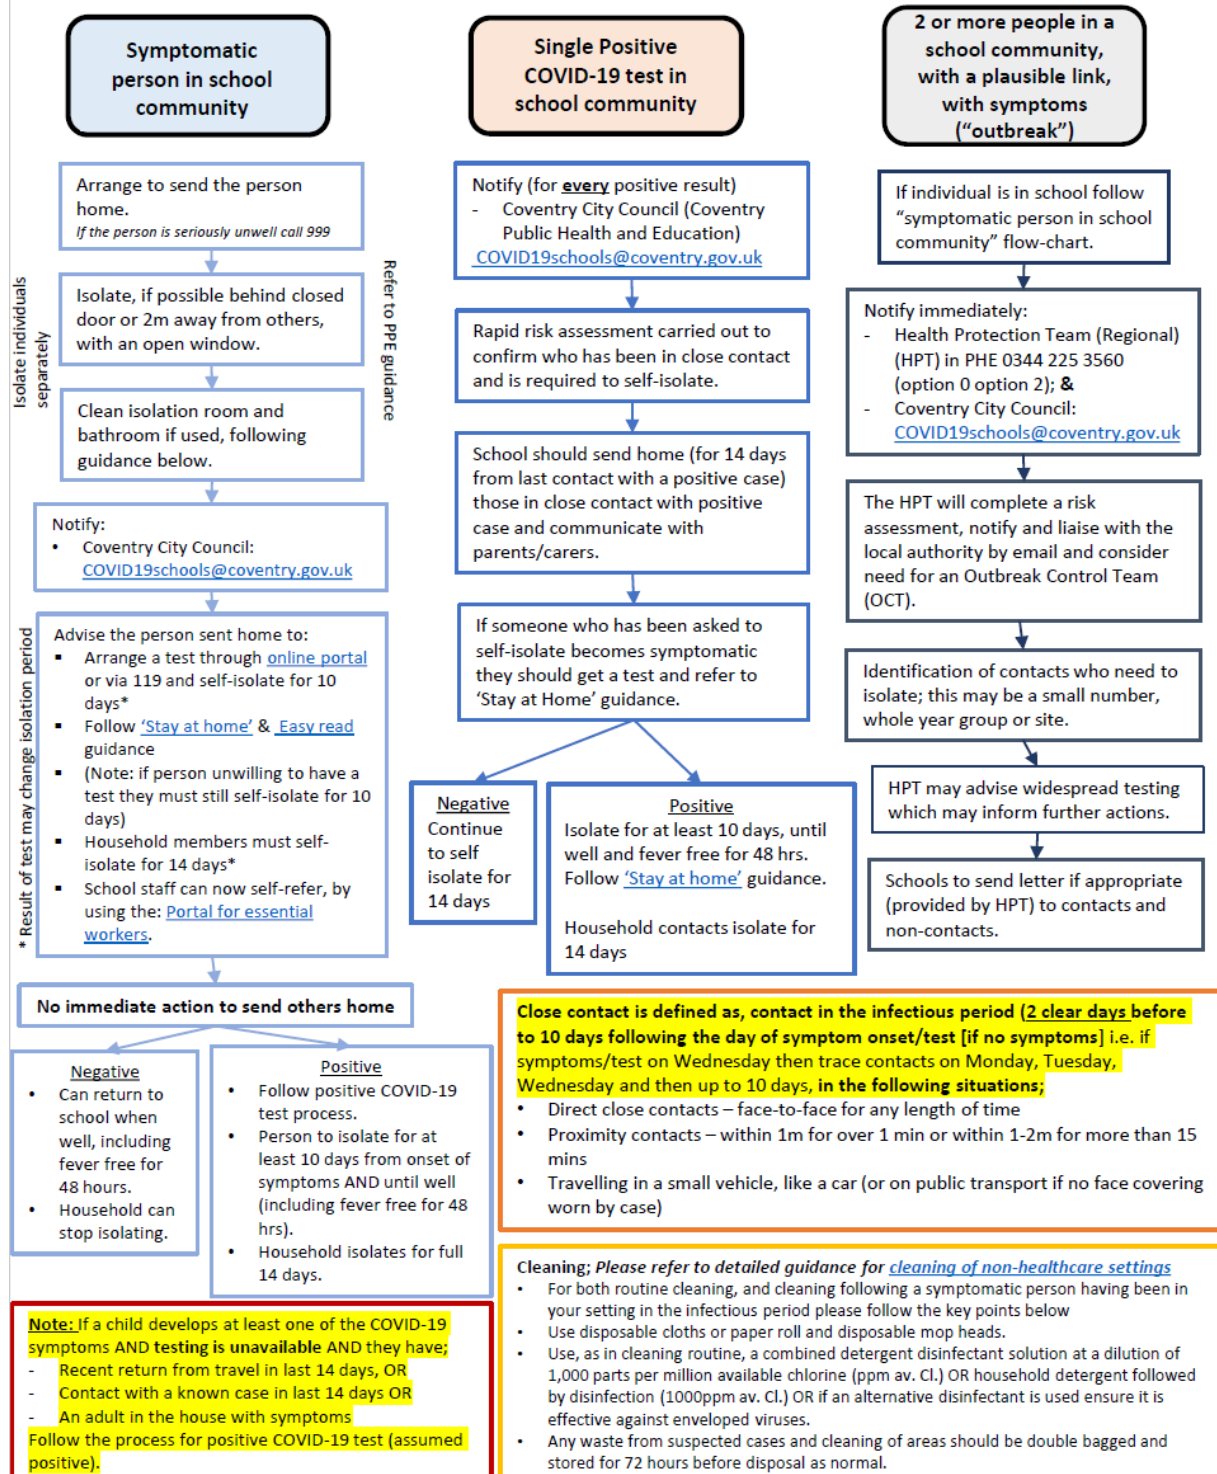 Symptomatic
person in school
community
Arrange to send the person
home.
If the person is seriously unwell call 999
Isolate individuals
separately
Refer to PPE guidance
Isolate, if possible behind closed
door or 2m away from others,
with an open window.
Clean isolation room and
bathroom if used, following
guidance below.
Notify:
• Coventry City Council:
COVID19schools@coventry.gov.uk
* Result of test may change isolation period
Advise the person sent home to:
▪ Arrange a test through online portal
or via 119 and self-isolate for 10
days*
▪ Follow ‘Stay at home’ & Easy read
guidance
▪ (Note: if person unwilling to have a
test they must still self-isolate for 10
days)
▪ Household members must self-
isolate for 14 days*
▪ School staff can now self-refer, by
using the: Portal for essential
workers.
No immediate action to send others home
Negative
• Can return to
school when
well, including
fever free for
48 hours.
• Household can
stop isolating.
Positive
• Follow positive COVID-19
test process.
• Person to isolate for at
least 10 days from onset of
symptoms AND until well
(including fever free for 48
hrs).
• Household isolates for full
14 days.
Note: If a child develops at least one of the COVID-19
symptoms AND testing is unavailable AND they have;
- Recent return from travel in last 14 days, OR
- Contact with a known case in last 14 days OR
- An adult in the house with symptoms
Follow the process for positive COVID-19 test (assumed
positive).
Single Positive
COVID-19 test in
school community
Notify (for every positive result)
- Coventry City Council (Coventry
Public Health and Education)
COVID19schools@coventry.gov.uk
Rapid risk assessment carried out to
confirm who has been in close contact
and is required to self-isolate.
School should send home (for 14 days
from last contact with a positive case)
those in close contact with positive
case and communicate with
parents/carers.
If someone who has been asked to
self-isolate becomes symptomatic
they should get a test and refer to
‘Stay at Home’ guidance.
Negative
Continue
to self
isolate for
14 days
Positive
Isolate for at least 10 days, until
well and fever free for 48 hrs.
Follow ‘Stay at home’ guidance.
Household contacts isolate for
14 days
2 or more people in a
school community,
with a plausible link,
with symptoms
(“outbreak”)
If individual is in school follow
“symptomatic person in school
community” flow-chart.
Notify immediately:
- Health Protection Team (Regional)
(HPT) in PHE 0344 225 3560
(option 0 option 2); &
- Coventry City Council:
COVID19schools@coventry.gov.uk
The HPT will complete a risk
assessment, notify and liaise with the
local authority by email and consider
need for an Outbreak Control Team
(OCT).
Identification of contacts who need to
isolate; this may be a small number,
whole year group or site.
HPT may advise widespread testing
which may inform further actions.
Schools to send letter if appropriate
(provided by HPT) to contacts and
non-contacts.
Close contact is defined as, contact in the infectious period (2 clear days before
to 10 days following the day of symptom onset/test [if no symptoms] i.e. if
symptoms/test on Wednesday then trace contacts on Monday, Tuesday,
Wednesday and then up to 10 days, in the following situations;
• Direct close contacts – face-to-face for any length of time
• Proximity contacts – within 1m for over 1 min or within 1-2m for more than 15
mins
• Travelling in a small vehicle, like a car (or on public transport if no face covering
worn by case)
Cleaning; Please refer to detailed guidance for cleaning of non-healthcare settings
• For both routine cleaning, and cleaning following a symptomatic person having been in
your setting in the infectious period please follow the key points below
• Use disposable cloths or paper roll and disposable mop heads.
• Use, as in cleaning routine, a combined detergent disinfectant solution at a dilution of
1,000 parts per million available chlorine (ppm av. Cl.) OR household detergent followed
by disinfection (1000ppm av. Cl.) OR if an alternative disinfectant is used ensure it is
effective against enveloped viruses.
• Any waste from suspected cases and cleaning of areas should be double bagged and
stored for 72 hours before disposal as normal.